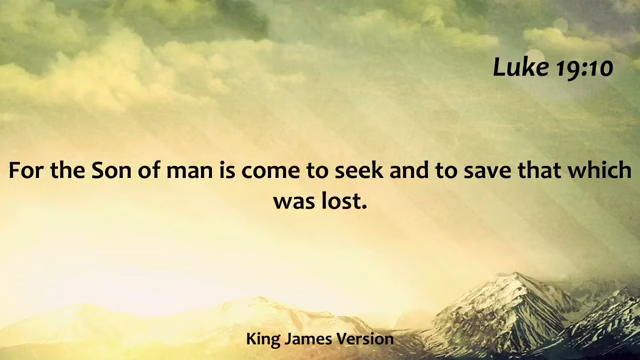 Luke 19:10
For the Son of man is come to seek and to save that which
was lost.
King James Version